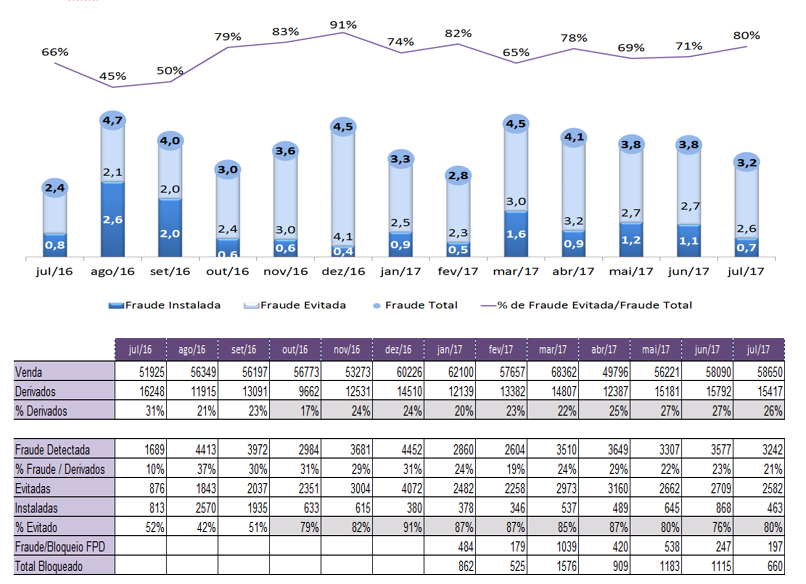 66% 45% 50% 79% 83% 91% 74% 82% 65% 78% 69% 71% 80%
2,4 4,7 4,0 3,0 3,6 4,5 3,3 2,8 4,5 4,1 3,8 3,8 3,2
2,1 2,0 2,4 3,0 4,1 2,5 2,3 3,0 3,2 2,7 2,7 2,6
0,8 2,6 2,0 0,6 0,6 0,4 0,9 0,5 1,6 0,9 1,2 1,1 0,7
jul/16 ago/16 set/16 out/16 nov/16 dez/16 jan/17 fev/17 mar/17 abr/17 mai/17 jun/17 jul/17
Fraude Instalada Fraude Evitada Fraude Total % de Fraude Evitada/Fraude Total
jul/16 ago/16 set/16 out/16 nov/16 dez/16 jan/17 fev/17 mar/17 abr/17 mai/17 jun/17 jul/17
Venda 51925 56349 56197 56773 53273 60226 62100 57657 68362 49796 56221 58090 58650
Derivados 16248 11915 13091 9662 12531 14510 12139 13382 14807 12387 15181 15792 15417
% Derivados 31% 21% 23% 17% 24% 24% 20% 23% 22% 25% 27% 27% 26%
Fraude Detectada 1689 4413 3972 2984 3681 4452 2860 2604 3510 3649 3307 3577 3242
% Fraude / Derivados 10% 37% 30% 31% 29% 31% 24% 19% 24% 29% 22% 23% 21%
Evitadas 876 1843 2037 2351 3004 4072 2482 2258 2973 3160 2662 2709 2582
Instaladas 813 2570 1935 633 615 380 378 346 537 489 645 868 463
% Evitado 52% 42% 51% 79% 82% 91% 87% 87% 85% 87% 80% 76% 80%
Fraude/Bloqueio FPD 484 179 1039 420 538 247 197
Total Bloqueado 862 525 1576 909 1183 1115 660